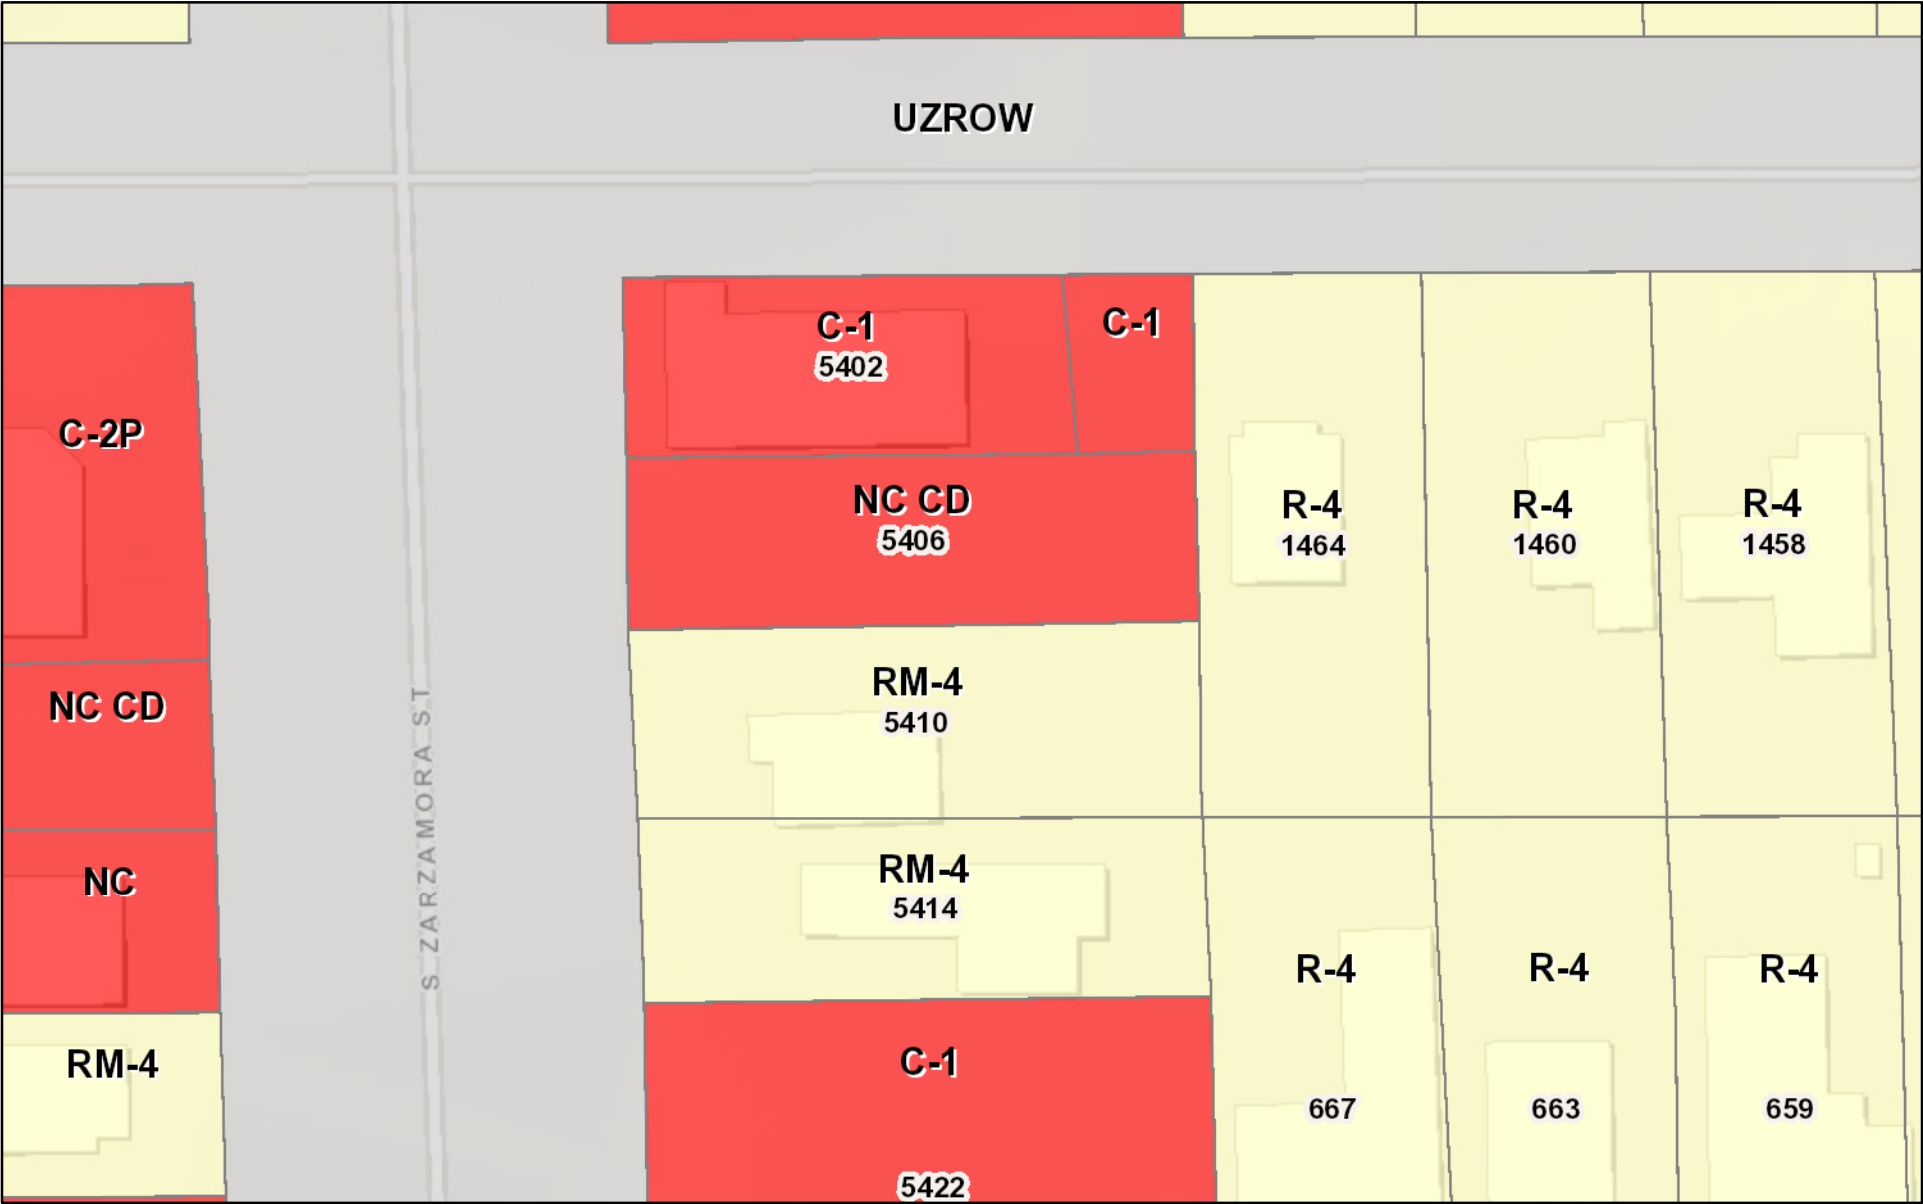 UZROW
C-1
5402
C-1
C-2P
NC CD
5406
R-4
1464
R-4
1460
R-4
1458
NC CD
RM-4
5410
S ZARZAMORA ST
NC
RM-4
5414
R-4
667
R-4
663
R-4
659
RM-4
C-1
5422